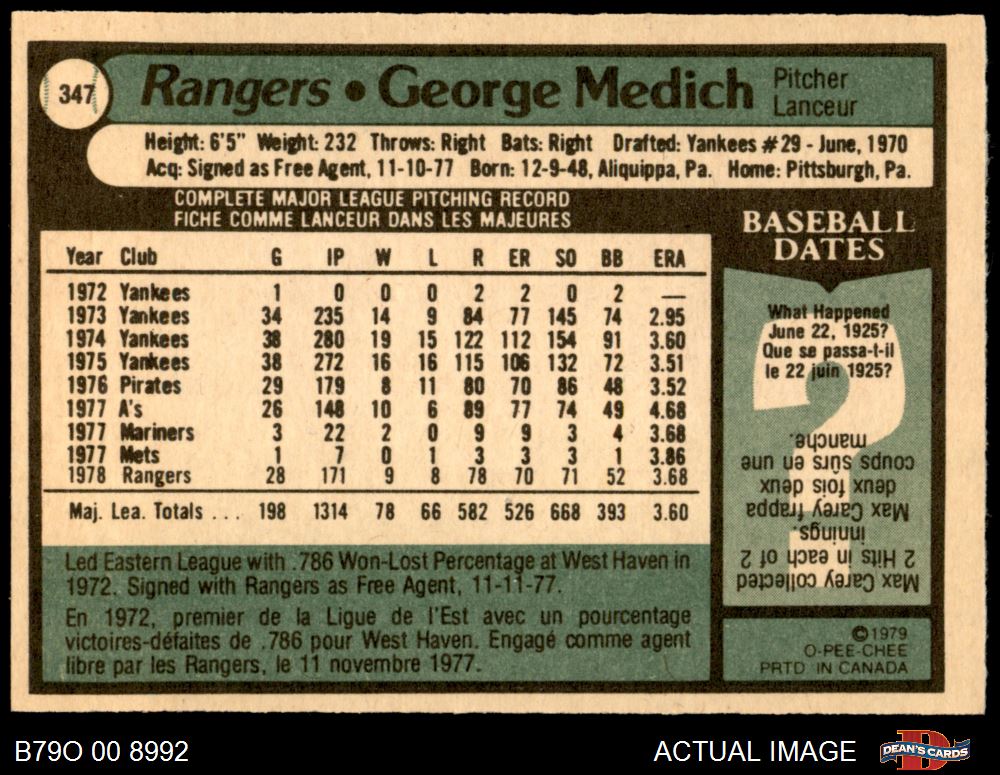 347
Rangers • George Medich
Pitcher
Lanceur
Height: 6'5" Weight: 232 Throws: Right Bats: Right Drafted: Yankees #29 - June, 1970
Acq: Signed as Free Agent, 11-10-77 Born: 12-9-48, Aliquippa, Pa. Home: Pittsburgh, Pa.
COMPLETE MAJOR LEAGUE PITCHING RECORD
FICHE COMME LANCEUR DANS LES MAJEURES
Year Club G IP W L R ER SO BB ERA
1972 Yankees 1 0 0 0 2 2 0 2 —
1973 Yankees 34 235 14 9 84 77 145 74 2.95
1974 Yankees 38 280 19 15 122 112 154 91 3.60
1975 Yankees 38 272 16 16 115 106 132 72 3.51
1976 Pirates 29 179 8 11 80 70 86 48 3.52
1977 A's 26 148 10 6 89 77 74 49 4.68
1977 Mariners 3 22 2 0 9 9 3 4 3.68
1977 Mets 1 7 0 1 3 3 3 1 3.86
1978 Rangers 28 171 9 8 78 70 71 52 3.68
Maj. Lea. Totals ... 198 1314 78 66 582 526 668 393 3.60
Led Eastern League with .786 Won-Lost Percentage at West Haven in
1972. Signed with Rangers as Free Agent, 11-11-77.
En 1972, premier de la Ligue de l'Est avec un pourcentage
victoires-défaites de .786 pour West Haven. Engagé comme agent
libre par les Rangers, le 11 novembre 1977.
BASEBALL
DATES
What Happened
June 22, 1925?
Que se passa-t-il
le 22 juin 1925?
Max Carey collected
2 Hits in each of 2
innings.
Max Carey frappa
deux fois deux
coups sûrs en une
manche.
©1979
O-PEE-CHEE
PRTD IN CANADA
B79O 00 8992
ACTUAL IMAGE
DEAN'S CARDS